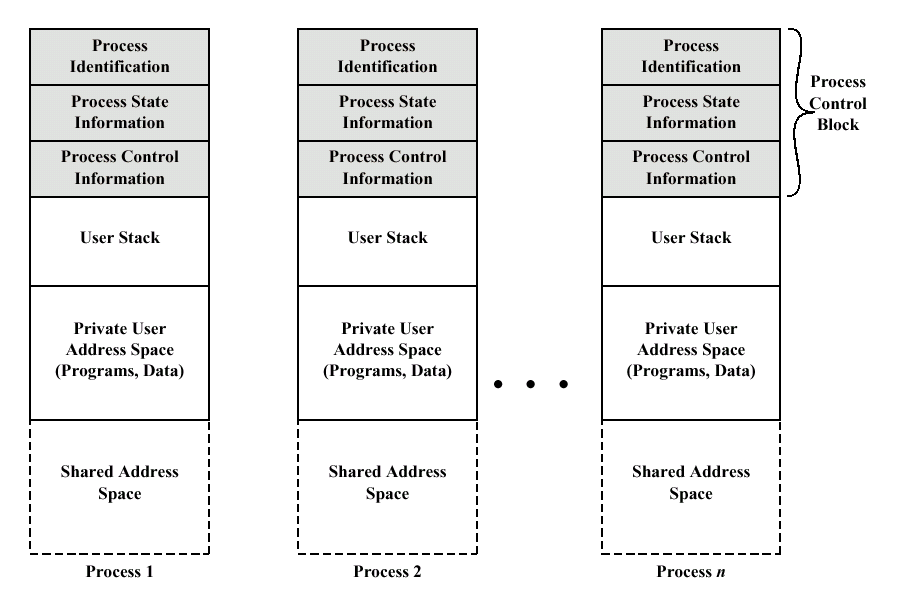 Process
Identification
Process State
Information
Process Control
Information
User Stack
Private User
Address Space
(Programs, Data)
Shared Address
Space
Process 1
Process
Identification
Process State
Information
Process Control
Information
User Stack
Private User
Address Space
(Programs, Data)
Shared Address
Space
Process 2
• • •
Process
Identification
Process State
Information
Process Control
Information
User Stack
Private User
Address Space
(Programs, Data)
Shared Address
Space
Process n
Process
Control
Block